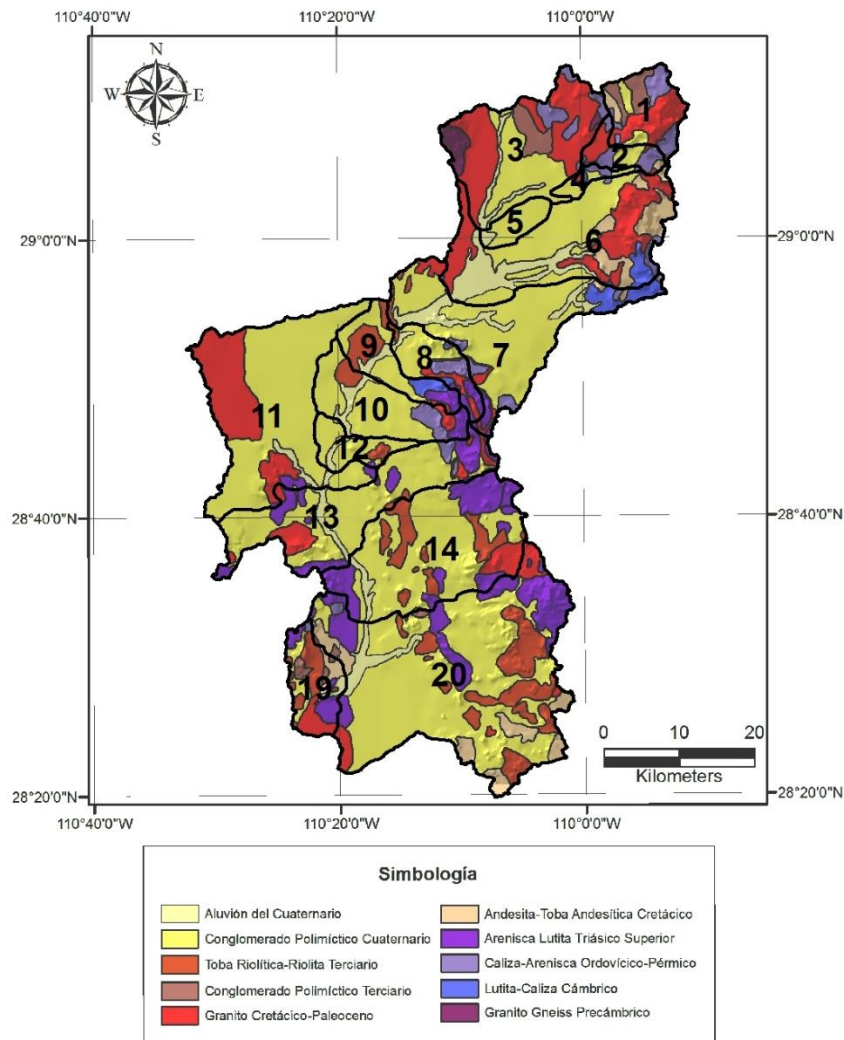 110°40'0"W 110°20'0"W 110°0'0"W
N
W E
S
1
3
2
4
5
29°0'0"N 6 29°0'0"N
9 8 7
10
11
12
28°40'0"N 13 28°40'0"N
14
19 20
0 10 20
Kilometers
28°20'0"N 28°20'0"N
110°40'0"W 110°20'0"W 110°0'0"W
Simbología
Aluvión del Cuaternario
Conglomerado Polimíctico Cuaternario
Toba Riolítica-Riolita Terciario
Conglomerado Polimíctico Terciario
Granito Cretácico-Paleoceno
Andesita-Toba Andesítica Cretácico
Arenisca Lutita Triásico Superior
Caliza-Arenisca Ordovícico-Pérmico
Lutita-Caliza Cámbrico
Granito Gneiss Precámbrico